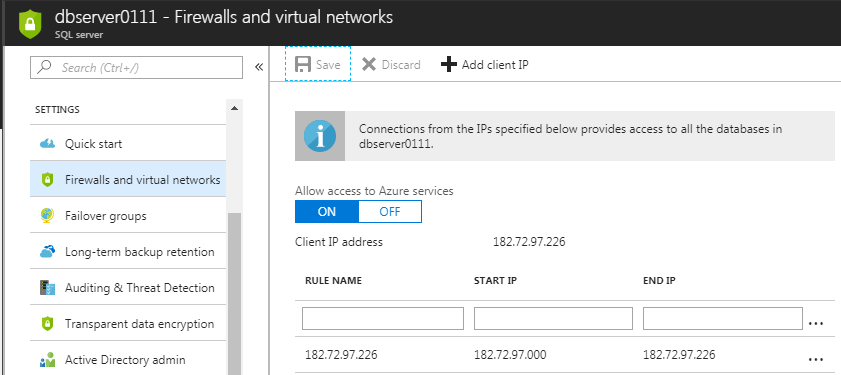 dbserver0111 - Firewalls and virtual networks
SQL server
Search (Ctrl+/)
«
Save
Discard
Add client IP
SETTINGS
Quick start
Firewalls and virtual networks
Failover groups
Long-term backup retention
Auditing & Threat Detection
Transparent data encryption
Active Directory admin
Connections from the IPs specified below provides access to all the databases in
dbserver0111.
Allow access to Azure services
ON OFF
Client IP address 182.72.97.226
RULE NAME START IP END IP
...
182.72.97.226 182.72.97.000 182.72.97.226 ...